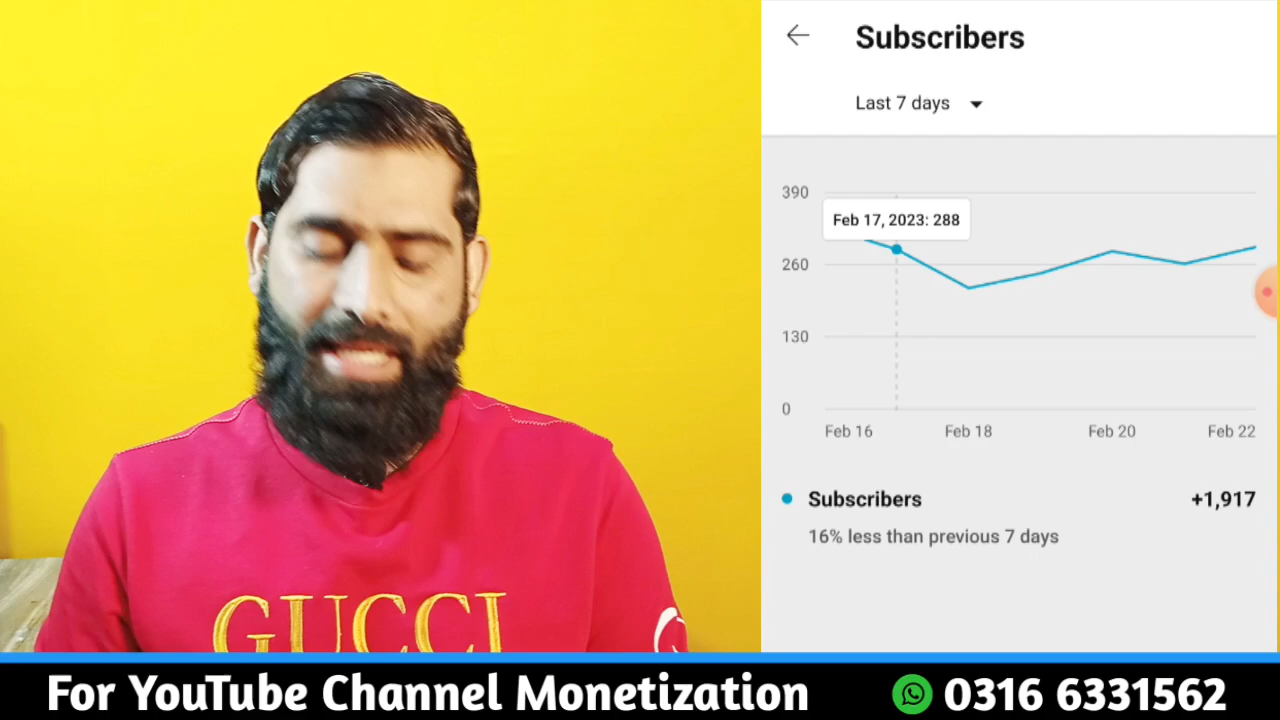 Subscribers
Last 7 days
390
Feb 17, 2023: 288
260
130
0
Feb 16 Feb 18 Feb 20 Feb 22
Subscribers +1,917
16% less than previous 7 days
GUCCI
For YouTube Channel Monetization 0316 6331562